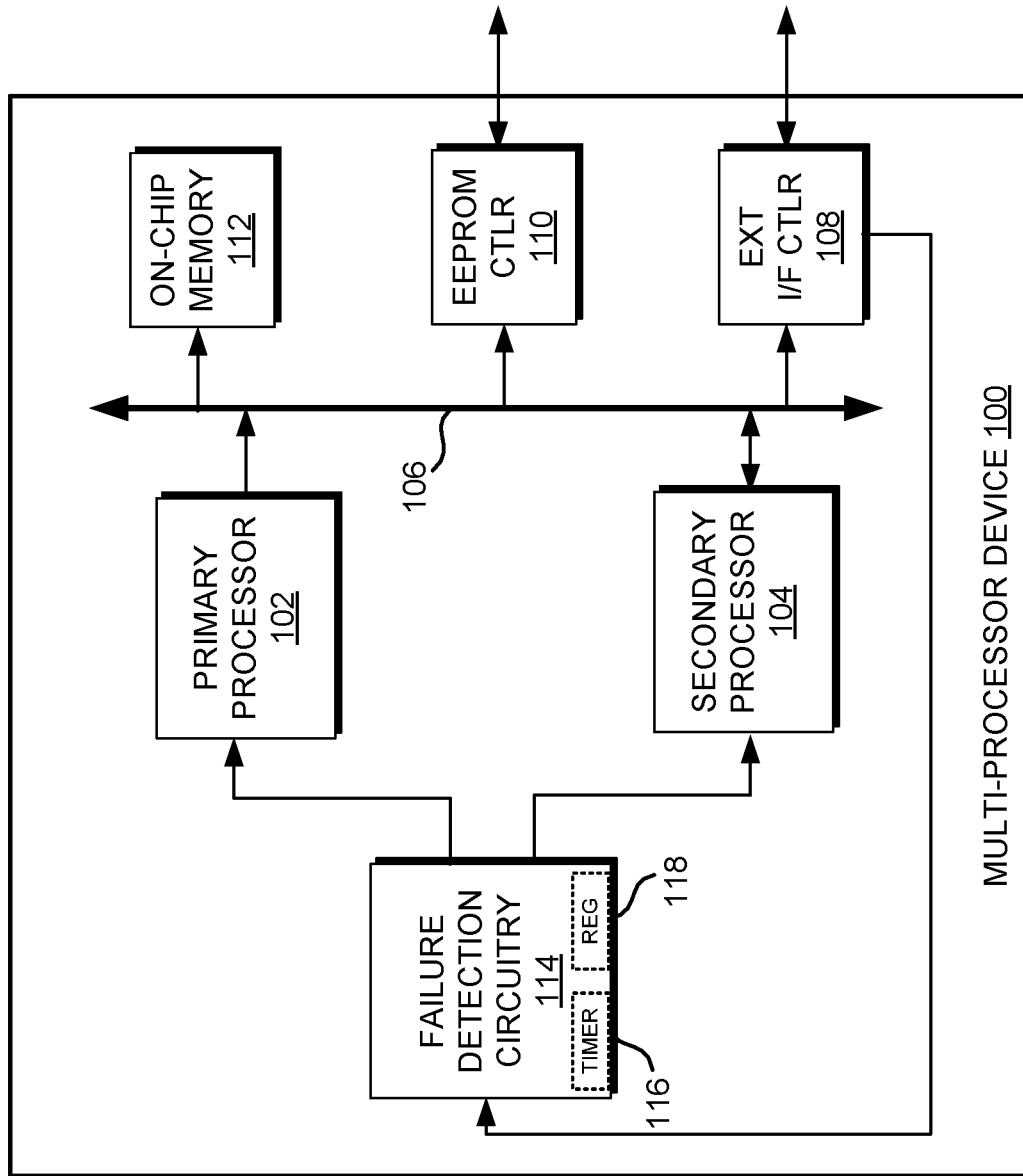 FAILURE
DETECTION
CIRCUITRY
114
TIMER
REG
116
118
PRIMARY
PROCESSOR
102
SECONDARY
PROCESSOR
104
106
ON-CHIP
MEMORY
112
EEPROM
CTLR
110
EXT
I/F CTLR
108
MULTI-PROCESSOR DEVICE 100